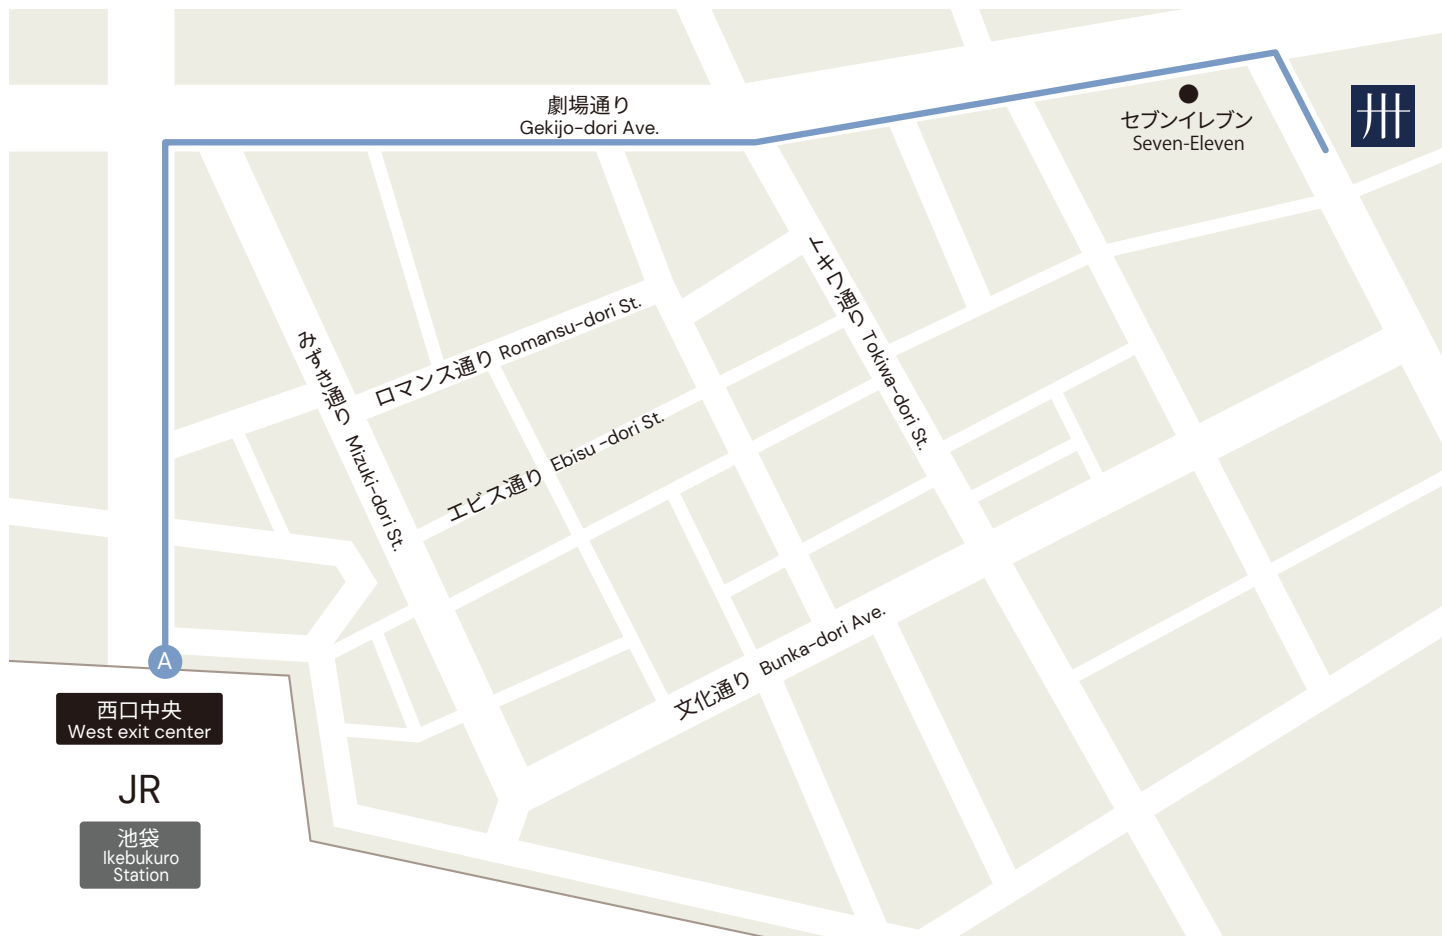 劇場通り
Gekijo-dori Ave.
セブンイレブン
Seven-Eleven
卅
トキワ通り Tokiwa-dori St.
ロマンス通り Romansu-dori St.
みずき通り Mizuki-dori St.
エビス通り Ebisu -dori St.
文化通り Bunka-dori Ave.
A
西口中央
West exit center
JR
池袋
Ikebukuro
Station